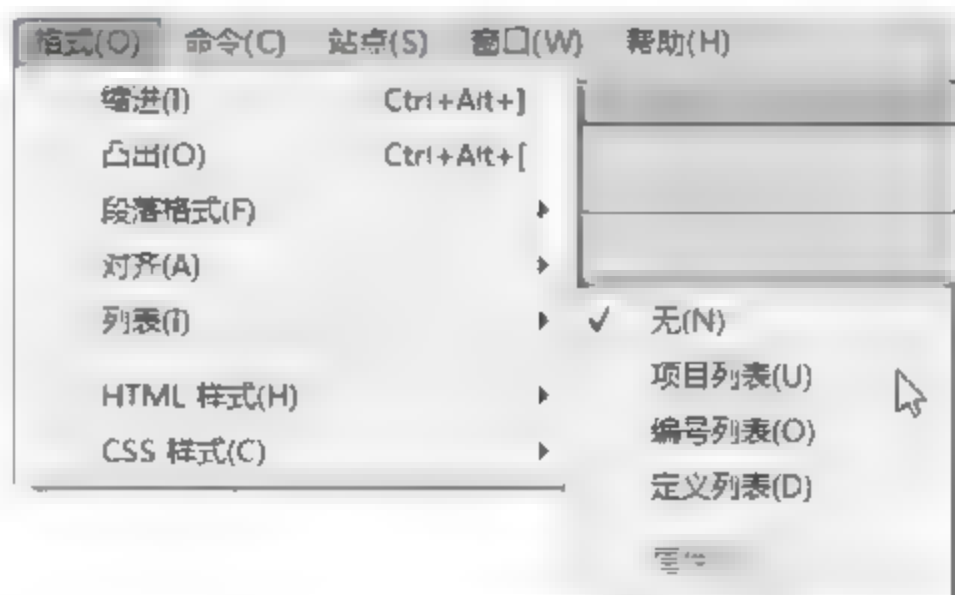 格式(O) 命令(C) 站点(S) 窗口(W) 帮助(H)
缩进(I) Ctrl+Alt+]
凸出(O) Ctrl+Alt+[
段落格式(F)
对齐(A)
列表(I)
✓ 无(N)
项目列表(U)
HTML 样式(H)
编号列表(O)
CSS 样式(C)
定义列表(D)